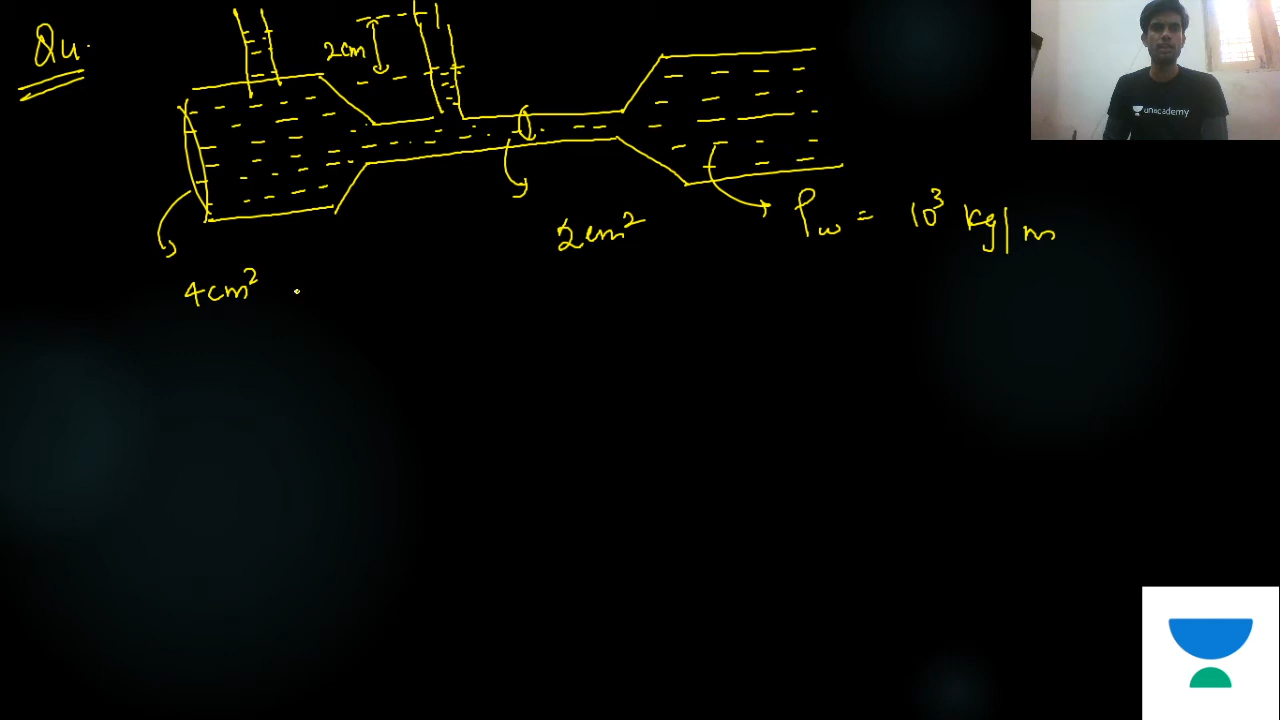 Qu.
2cm
2cm²
ρw = 10³ kg/m
4cm²
unacademy